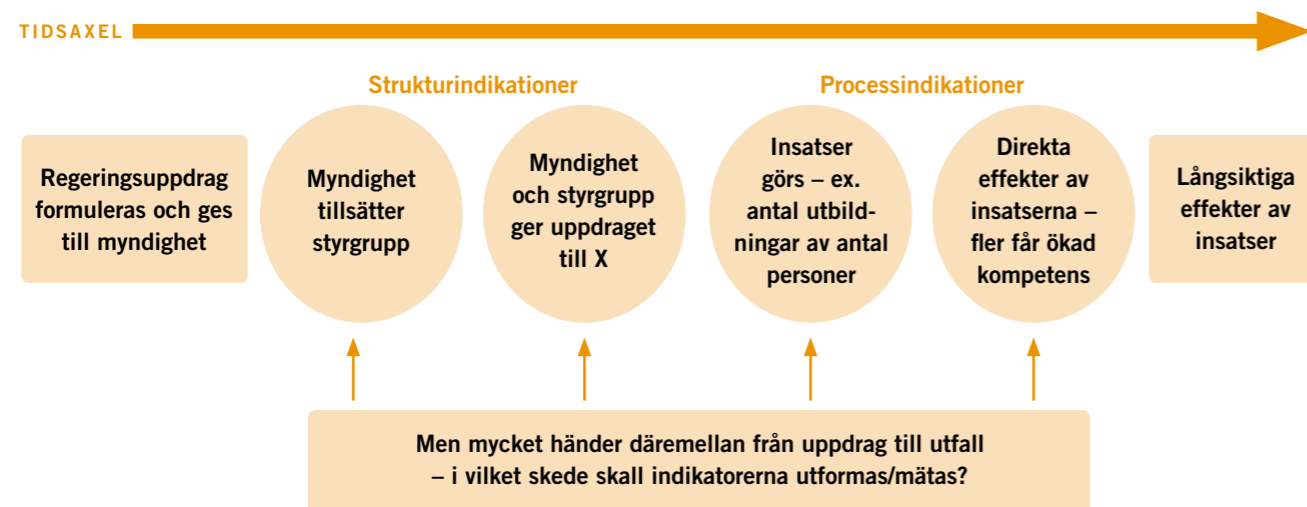 TIDSAXEL
Strukturindikationer
Processindikationer
Regeringsuppdrag
formuleras och ges
till myndighet
Myndighet
tillsätter
styrgrupp
Myndighet
och styrgrupp
ger uppdraget
till X
Insatser
görs – ex.
antal utbild-
ningar av antal
personer
Direkta
effekter av
insatserna –
fler får ökad
kompetens
Långsiktiga
effekter av
insatser
Men mycket händer däremellan från uppdrag till utfall
– i vilket skede skall indikatorerna utformas/mätas?